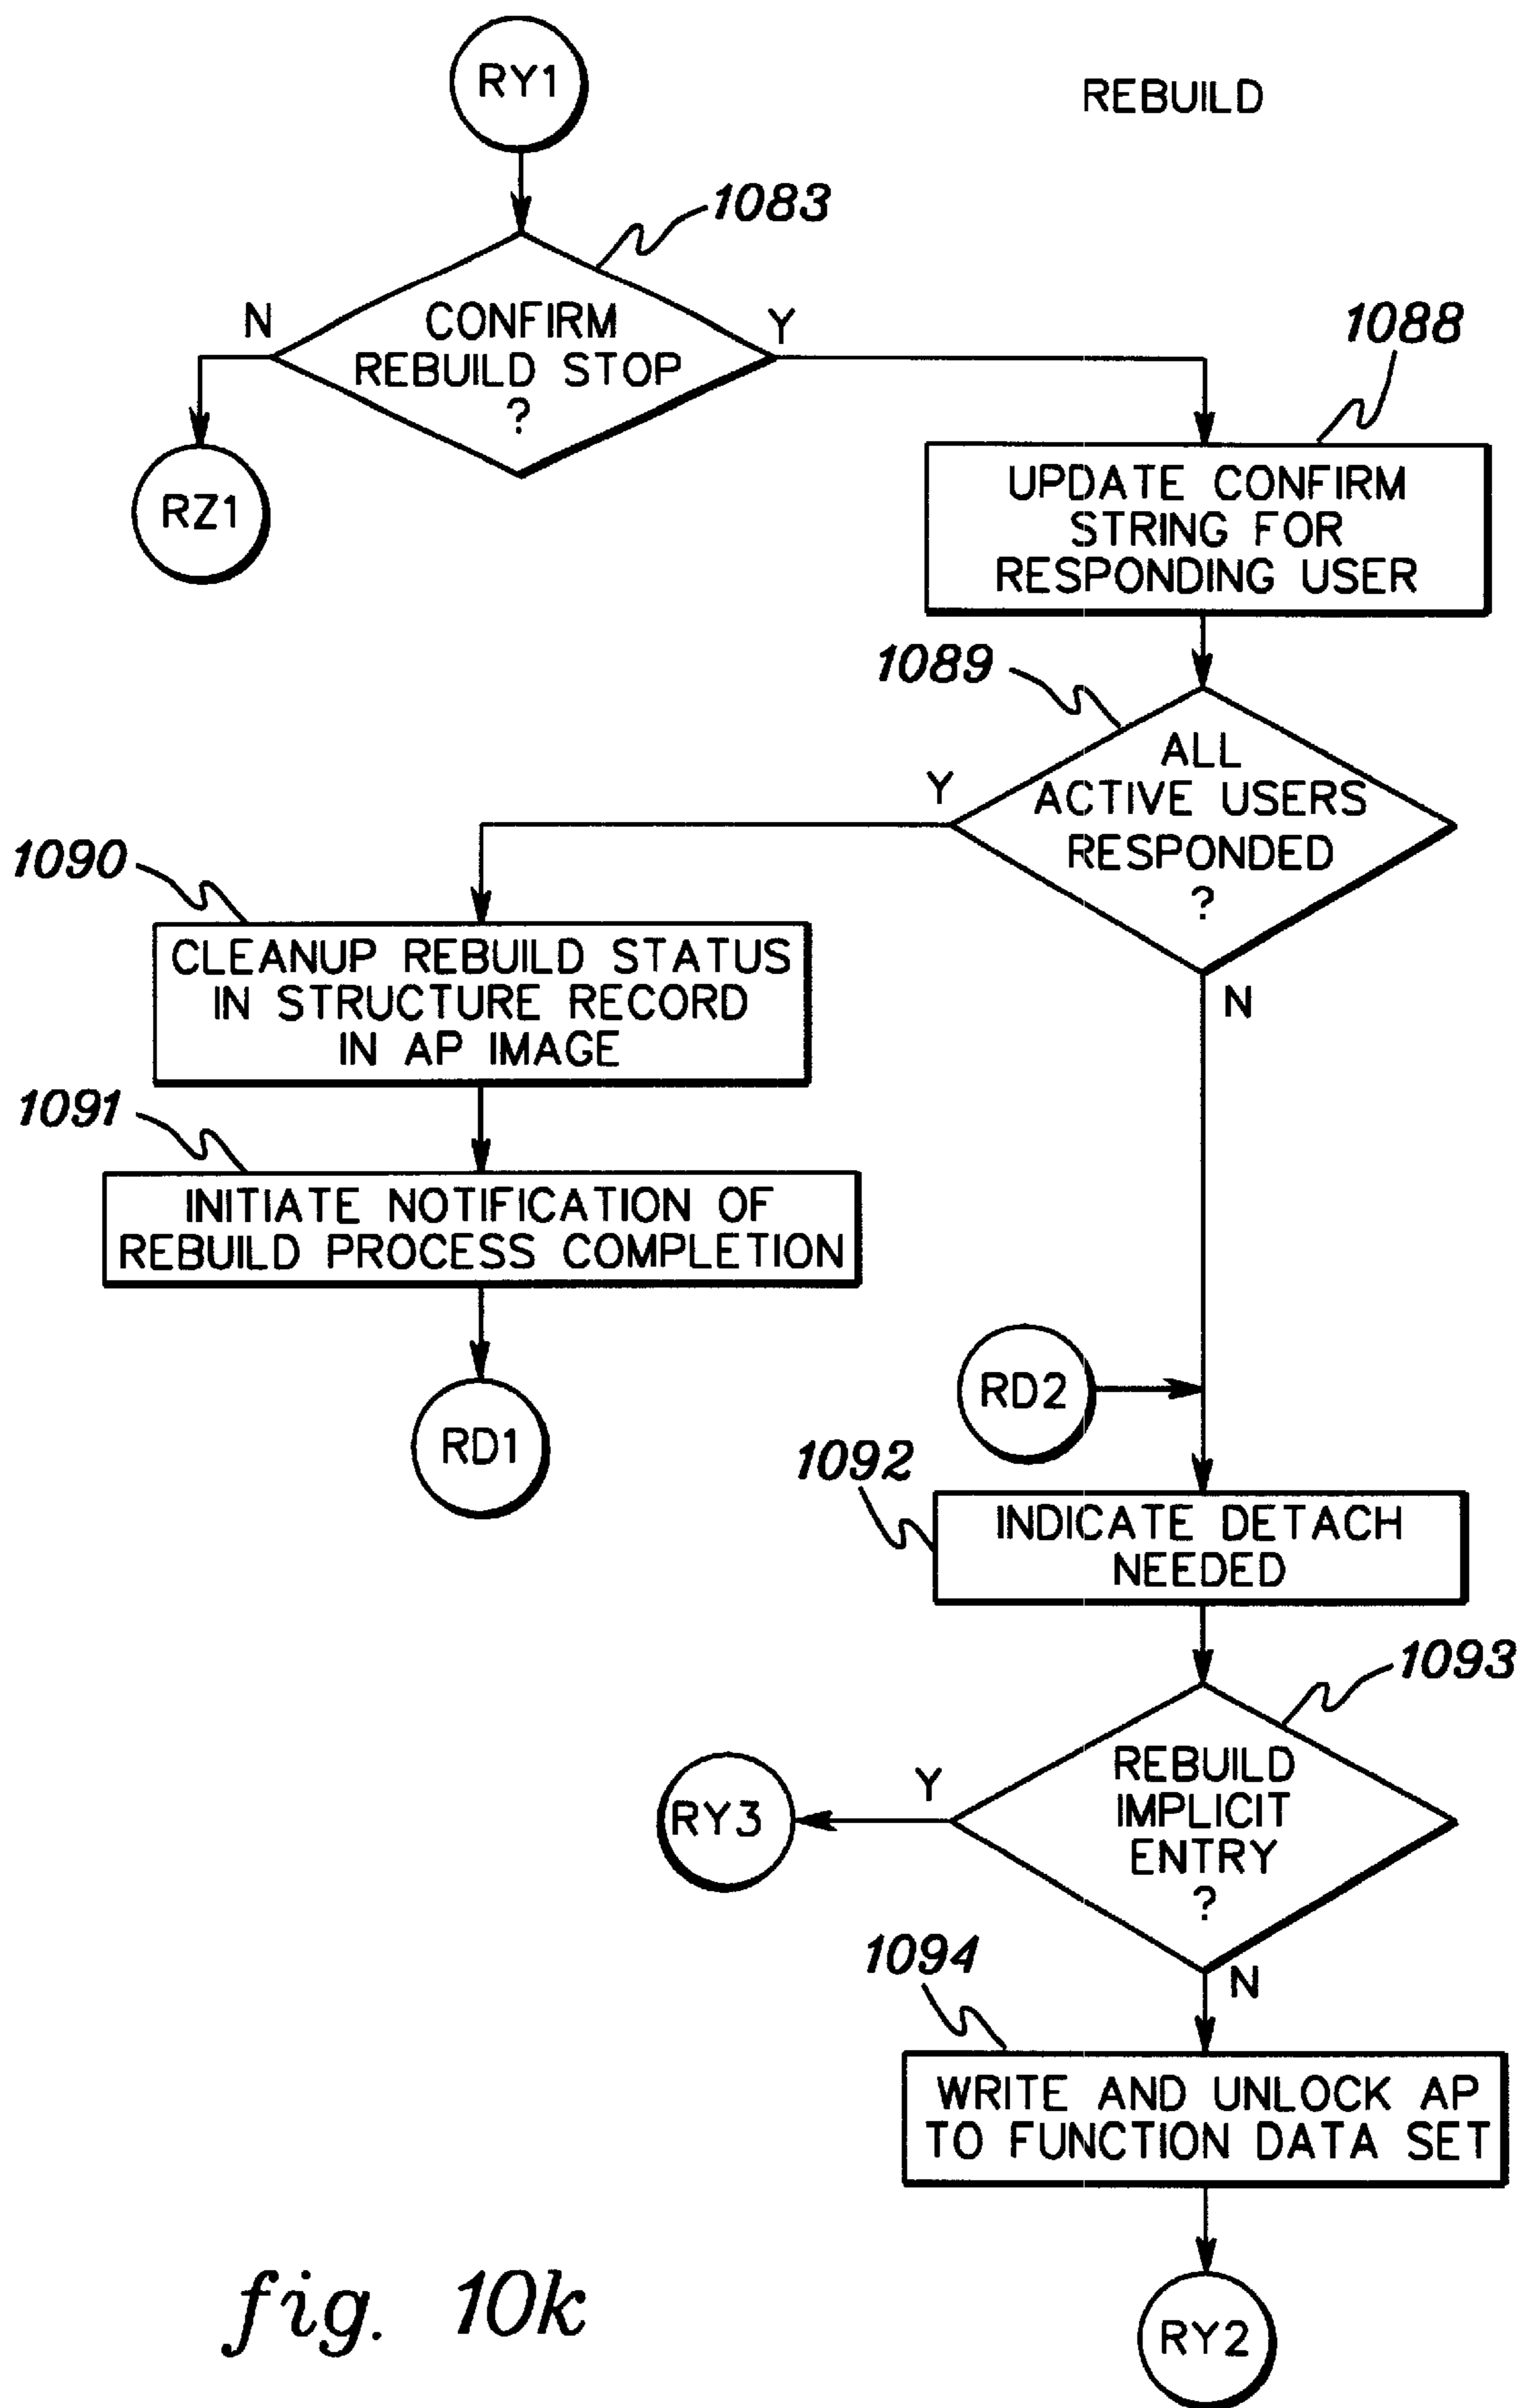 RY1
REBUILD
1083
N
CONFIRM
REBUILD STOP
?
Y
1088
RZ1
UPDATE CONFIRM
STRING FOR
RESPONDING USER
1089
Y
ALL
ACTIVE USERS
RESPONDED
?
N
1090
CLEANUP REBUILD STATUS
IN STRUCTURE RECORD
IN AP IMAGE
1091
INITIATE NOTIFICATION OF
REBUILD PROCESS COMPLETION
RD1
RD2
1092
INDICATE DETACH
NEEDED
1093
RY3
Y
REBUILD
IMPLICIT
ENTRY
?
N
1094
WRITE AND UNLOCK AP
TO FUNCTION DATA SET
RY2
fig. 10k